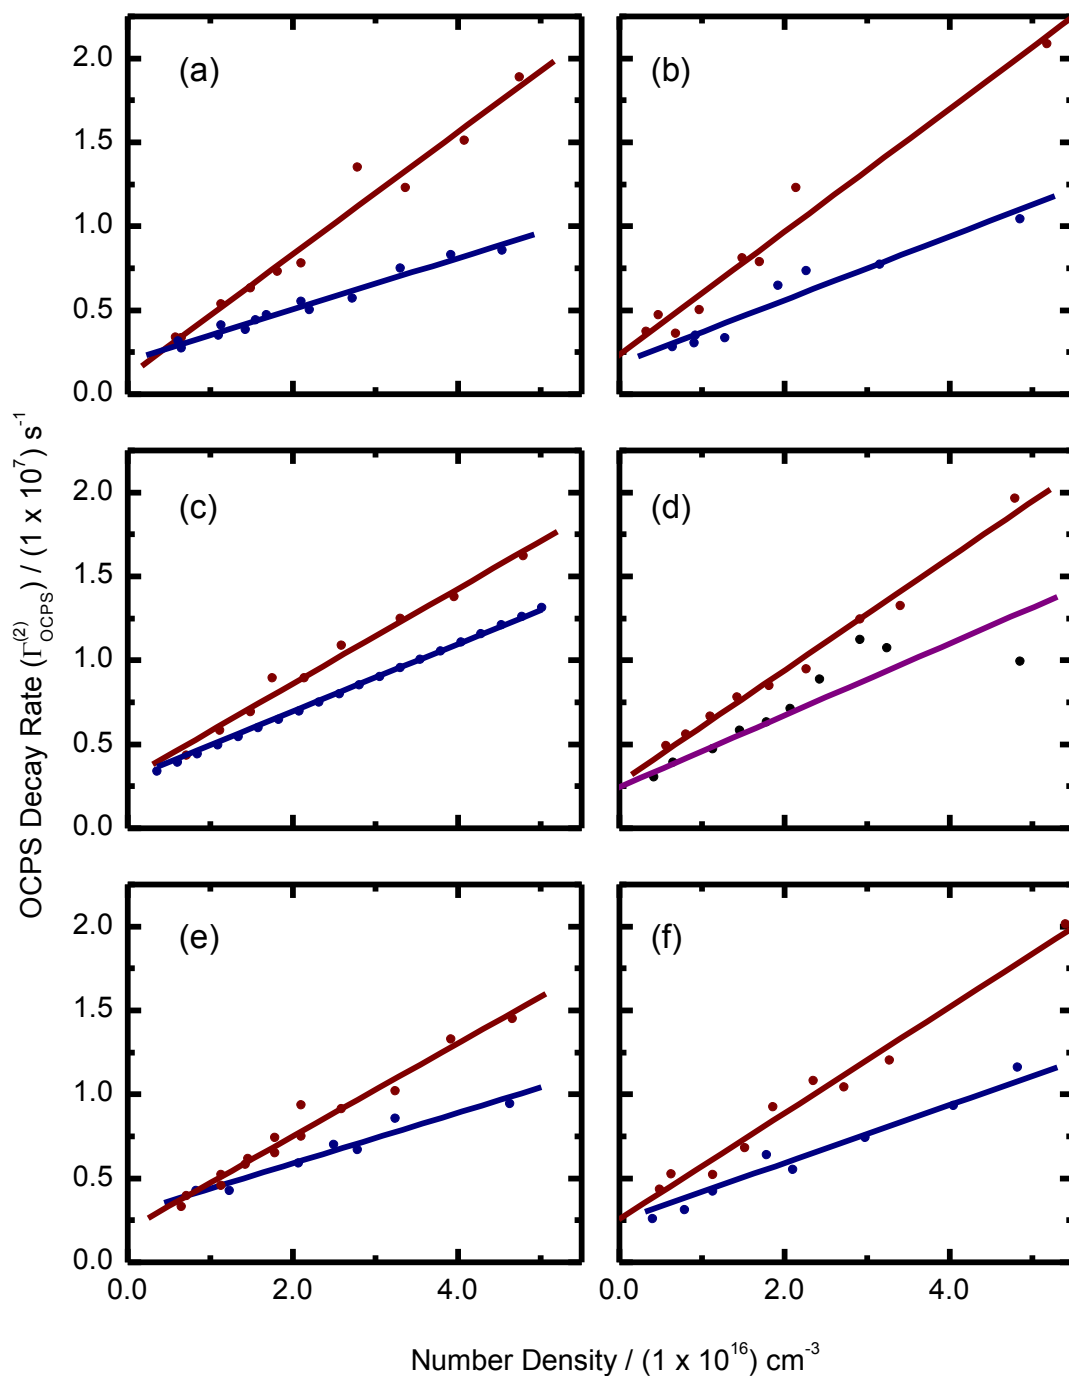 (a)
(b)
2.0
1.5
1.0
0.5
0.0
(c)
(d)
2.0
1.5
1.0
0.5
0.0
(e)
(f)
2.0
1.5
1.0
0.5
0.0
0.0 2.0 4.0 0.0 2.0 4.0
OCPS Decay Rate (Γ(2)OCPS) / (1 x 10^7) s^-1
Number Density / (1 x 10^16) cm^-3